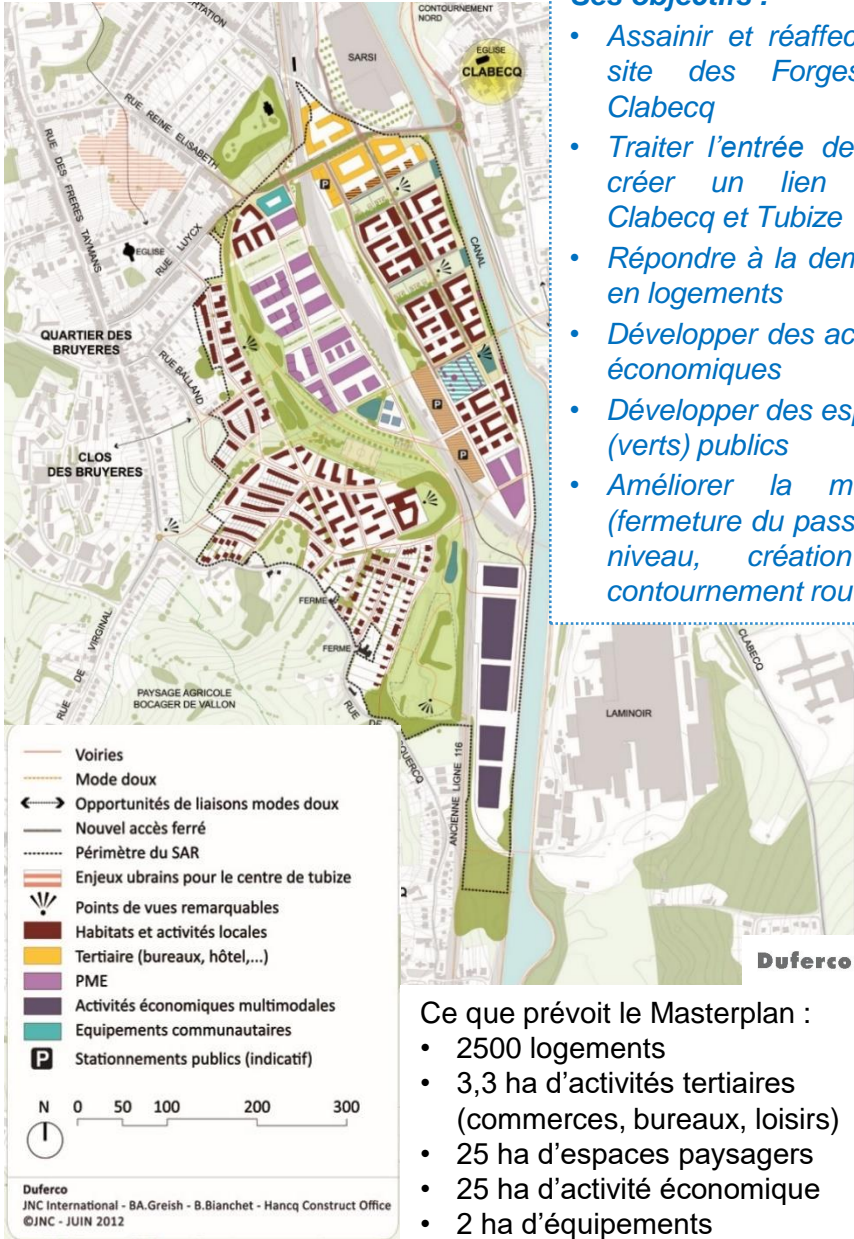 Ses objectifs :
• Assainir et réaffec
site des Forges
Clabecq
• Traiter l'entrée de
créer un lien
Clabecq et Tubize
• Répondre à la dem
en logements
• Développer des ac
économiques
• Développer des esp
(verts) publics
• Améliorer la m
(fermeture du pass
niveau, création
contournement rou
CONTOURNEMENT
NORD
SARSI
EGLISE
CLABECQ
RUE REINE ELISABETH
RUE DES FRERES TAYMANS
RUE LUYCX
EGLISE
P
CANAL
QUARTIER DES
BRUYERES
RUE BALLAND
P
CLOS
DES BRUYERES
P
FERME
FERME
RUE DE VIRGINAL
PAYSAGE AGRICOLE
BOCAGER DE VALLON
RUE DE
ANCIENNE LIGNE 116
LAMINOIR
CLABECQ
Voiries
Mode doux
Opportunités de liaisons modes doux
Nouvel accès ferré
Périmètre du SAR
Enjeux ubrains pour le centre de tubize
Points de vues remarquables
Habitats et activités locales
Tertiaire (bureaux, hôtel,...)
PME
Activités économiques multimodales
Equipements communautaires
P Stationnements publics (indicatif)
N 0 50 100 200 300
Duferco
JNC International - BA.Greish - B.Bianchet - Hancq Construct Office
©JNC - JUIN 2012
Duferco
Ce que prévoit le Masterplan :
• 2500 logements
• 3,3 ha d'activités tertiaires
(commerces, bureaux, loisirs)
• 25 ha d'espaces paysagers
• 25 ha d'activité économique
• 2 ha d'équipements